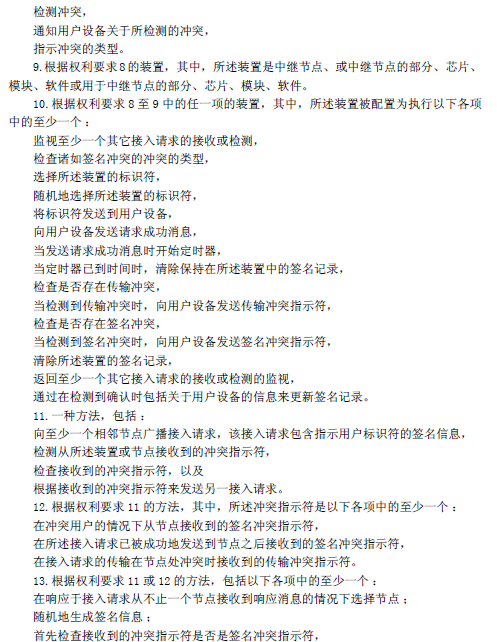 检测冲突，
通知用户设备关于所检测的冲突，
指示冲突的类型。
9.根据权利要求8的装置，其中，所述装置是中继节点、或中继节点的部分、芯片、
模块、软件或用于中继节点的部分、芯片、模块、软件。
10.根据权利要求8至9中的任一项的装置，其中，所述装置被配置为执行以下各项
中的至少一个：
监视至少一个其它接入请求的接收或检测，
检查诸如签名冲突的冲突的类型，
选择所述装置的标识符，
随机地选择所述装置的标识符，
将标识符发送到用户设备，
向用户设备发送请求成功消息，
当发送请求成功消息时开始定时器，
当定时器已到时间时，清除保持在所述装置中的签名记录，
检查是否存在传输冲突，
当检测到传输冲突时，向用户设备发送传输冲突指示符，
检查是否存在签名冲突，
当检测到签名冲突时，向用户设备发送签名冲突指示符，
清除所述装置的签名记录，
返回至少一个其它接入请求的接收或检测的监视，
通过在检测到确认时包括关于用户设备的信息来更新签名记录。
11.一种方法，包括：
向至少一个相邻节点广播接入请求，该接入请求包含指示用户标识符的签名信息，
检测从所述装置或节点接收到的冲突指示符，
检查接收到的冲突指示符，以及
根据接收到的冲突指示符来发送另一接入请求。
12.根据权利要求11的方法，其中，所述冲突指示符是以下各项中的至少一个：
在冲突用户的情况下从节点接收到的签名冲突指示符，
在所述接入请求已被成功地发送到节点之后接收到的签名冲突指示符，
在接入请求的传输在节点处冲突时接收到的传输冲突指示符。
13.根据权利要求11或12的方法，包括以下各项中的至少一个：
在响应于接入请求从不止一个节点接收到响应消息的情况下选择节点；
随机地生成签名信息；
首先检查接收到的冲突指示符是否是签名冲突指示符，